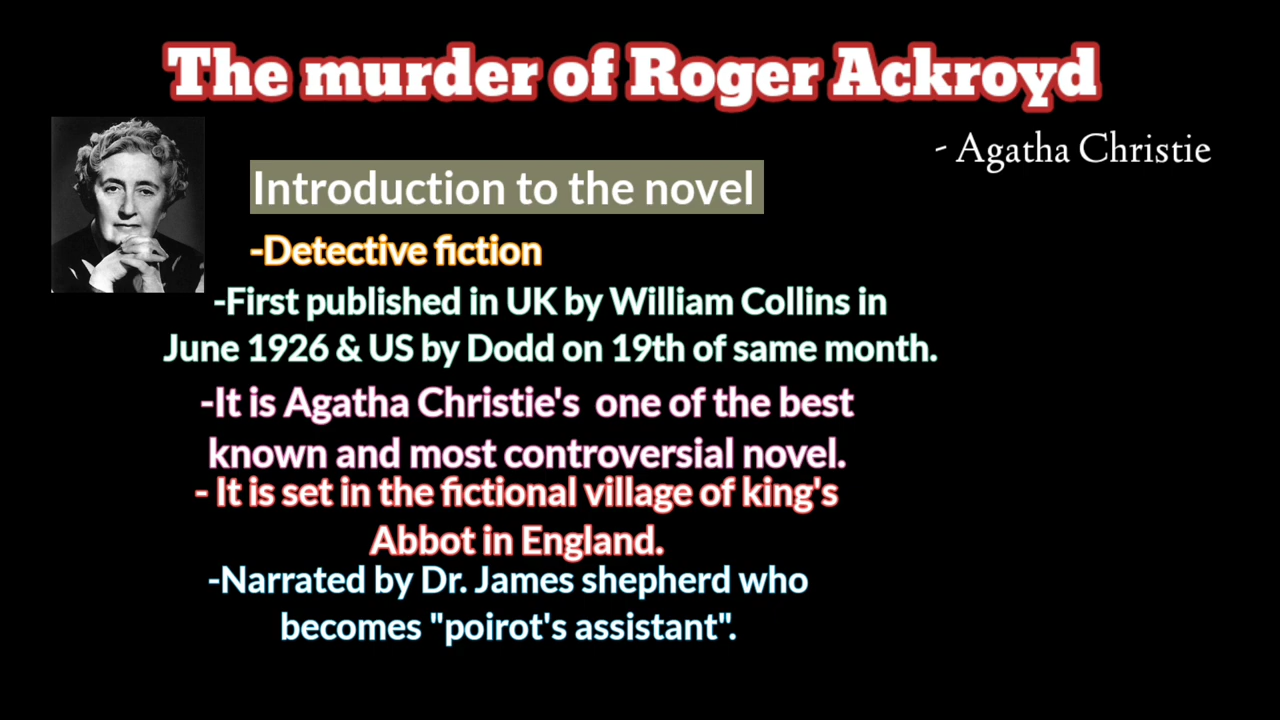 The murder of Roger Ackroyd
- Agatha Christie
Introduction to the novel
-Detective fiction
-First published in UK by William Collins in
June 1926 & US by Dodd on 19th of same month.
-It is Agatha Christie's one of the best
known and most controversial novel.
- It is set in the fictional village of king's
Abbot in England.
-Narrated by Dr. James shepherd who
becomes "poirot's assistant".